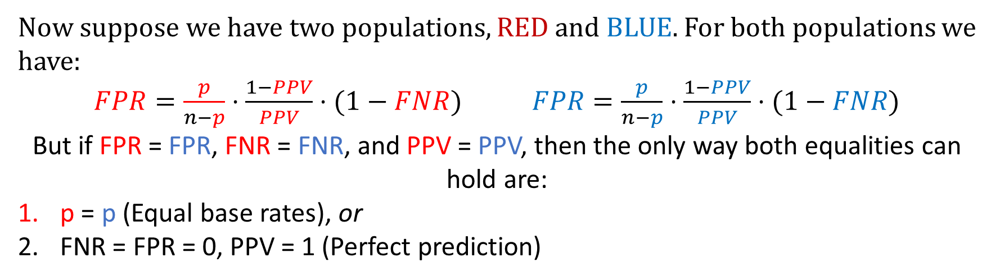 Now suppose we have two populations, RED and BLUE. For both populations we
have:
FPR = p/(n−p) · (1−PPV)/PPV · (1 − FNR)    FPR = p/(n−p) · (1−PPV)/PPV · (1 − FNR)
But if FPR = FPR, FNR = FNR, and PPV = PPV, then the only way both equalities can
hold are:
1. p = p (Equal base rates), or
2. FNR = FPR = 0, PPV = 1 (Perfect prediction)